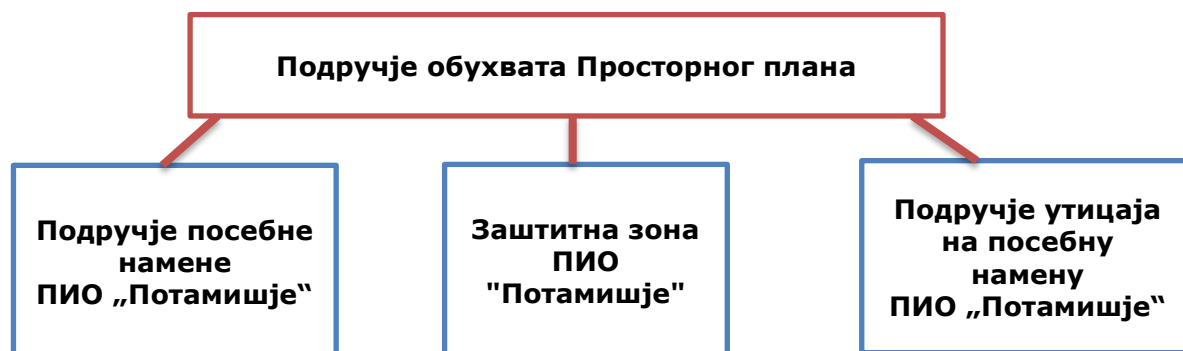 Подручје обухвата Просторног плана
Подручје посебне
намене
ПИО „Потамишје“
Заштитна зона
ПИО
"Потамишје"
Подручје утицаја
на посебну
намену
ПИО „Потамишје“